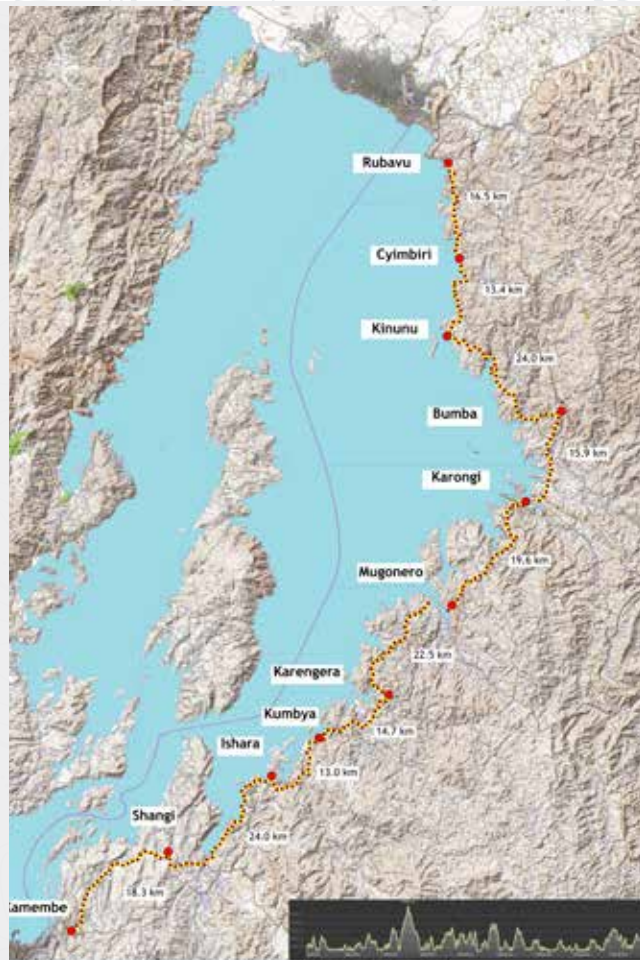 Rubavu
16.5 km
Cyimbiri
13.4 km
Kinunu
24.0 km
Bumba
15.9 km
Karongi
19.6 km
Mugonero
22.5 km
Karengera
14.7 km
Kumbya
13.0 km
Ishara
24.0 km
Shangi
18.3 km
amembe